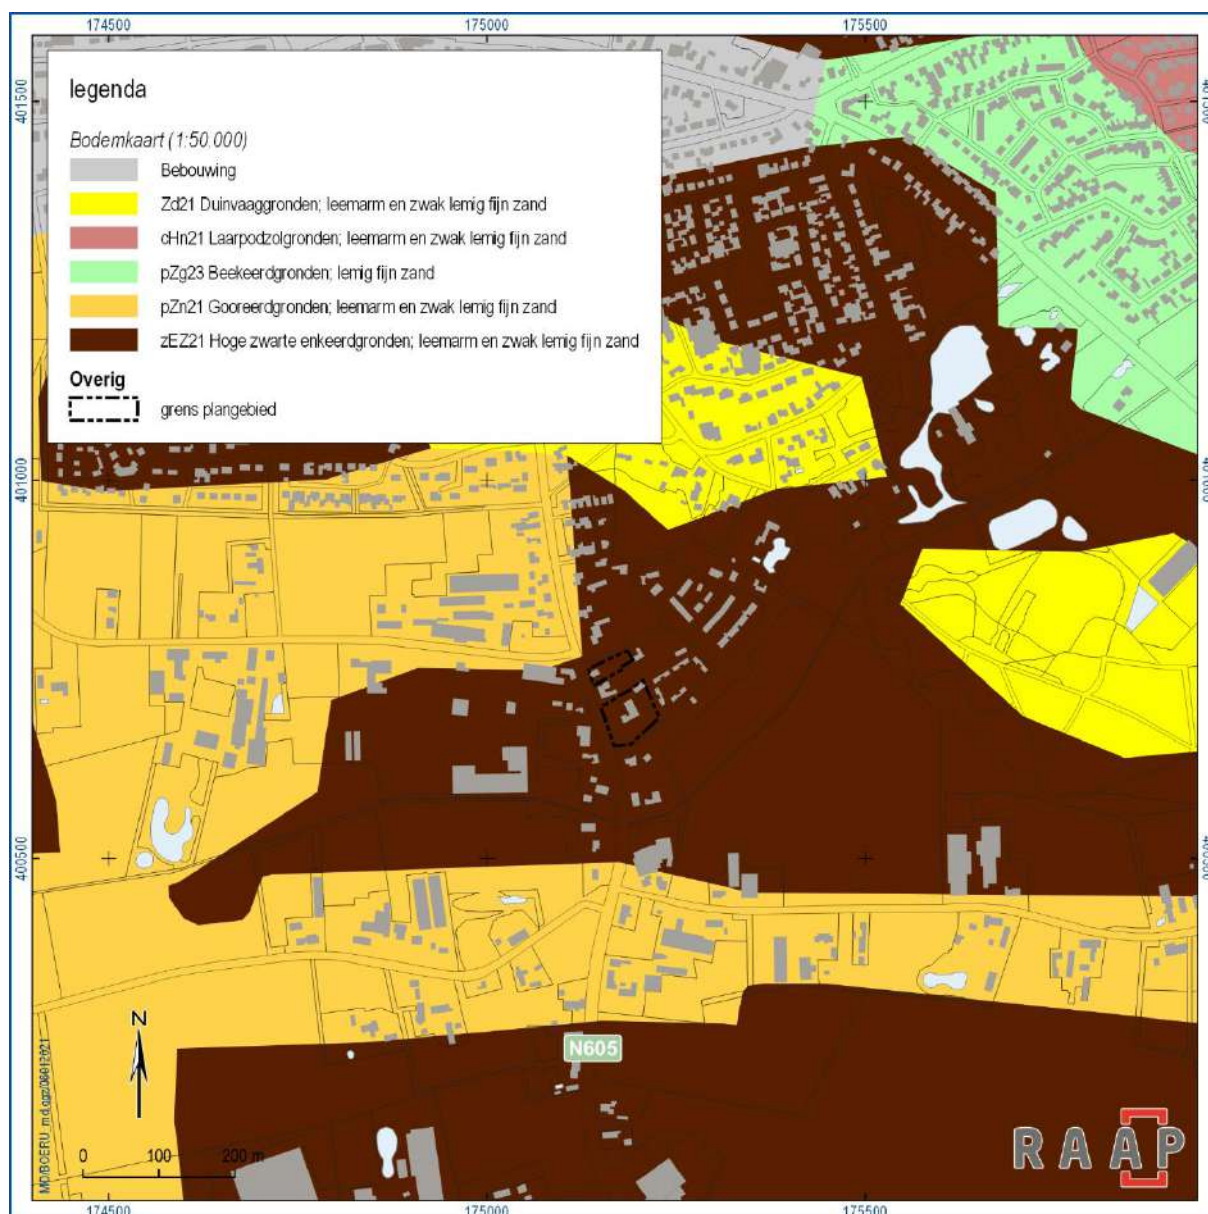 174500 175000 175500
legenda
Bodemkaart (1:50.000)
Bebouwing
Zd21 Duinvaaggronden; leemarm en zwak lemig fijn zand
cHn21 Laarpodzolgronden; leemarm en zwak lemig fijn zand
pZg23 Beekeerdgronden; lemig fijn zand
pZn21 Gooreerdgronden; leemarm en zwak lemig fijn zand
zEZ21 Hoge zwarte enkeerdgronden; leemarm en zwak lemig fijn zand
Overig
grens plangebied
401500
401000
400500
N605
N
0 100 200 m
RAAP
174500 175000 175500